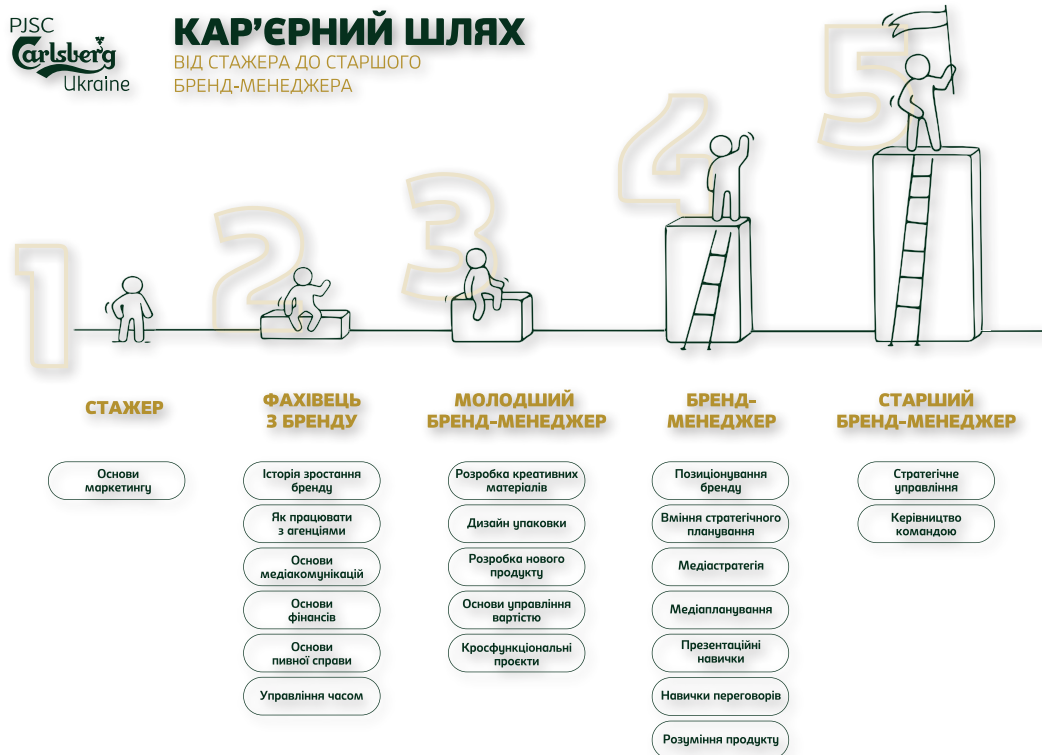 PJSC
Carlsberg
Ukraine
КАР’ЄРНИЙ ШЛЯХ
ВІД СТАЖЕРА ДО СТАРШОГО
БРЕНД-МЕНЕДЖЕРА
1
2
3
4
5
СТАЖЕР
Основи
маркетингу
ФАХІВЕЦЬ
З БРЕНДУ
Історія зростання
бренду
Як працювати
з агенціями
Основи
медіакомунікацій
Основи
фінансів
Основи
пивної справи
Управління часом
МОЛОДШИЙ
БРЕНД-МЕНЕДЖЕР
Розробка креативних
матеріалів
Дизайн упаковки
Розробка нового
продукту
Основи управління
вартістю
Кросфункціональні
проєкти
БРЕНД-
МЕНЕДЖЕР
Позиціонування
бренду
Вміння стратегічного
планування
Медіастратегія
Медіапланування
Презентаційні
навички
Навички переговорів
Розуміння продукту
СТАРШИЙ
БРЕНД-МЕНЕДЖЕР
Стратегічне
управління
Керівництво
командою